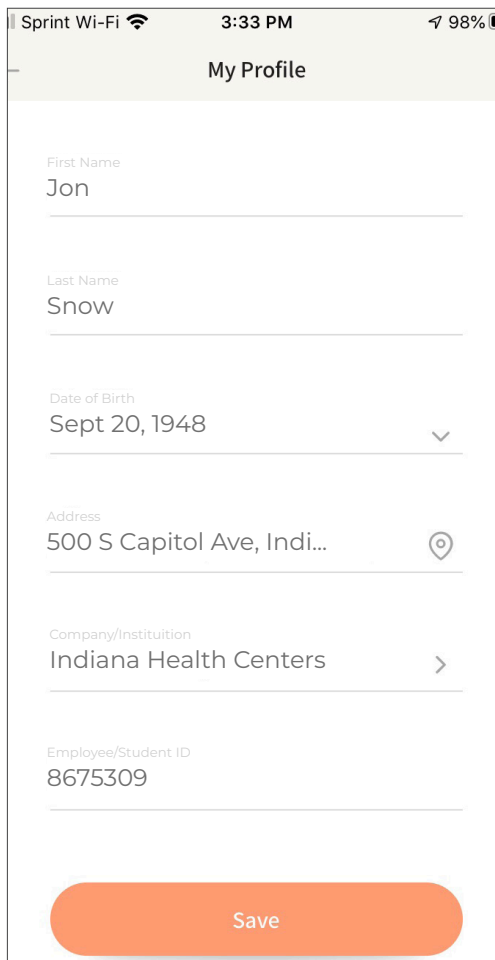 Sprint Wi-Fi 3:33 PM 98%
My Profile
First Name
Jon
Last Name
Snow
Date of Birth
Sept 20, 1948
Address
500 S Capitol Ave, Indi...
Company/Instituition
Indiana Health Centers
Employee/Student ID
8675309
Save